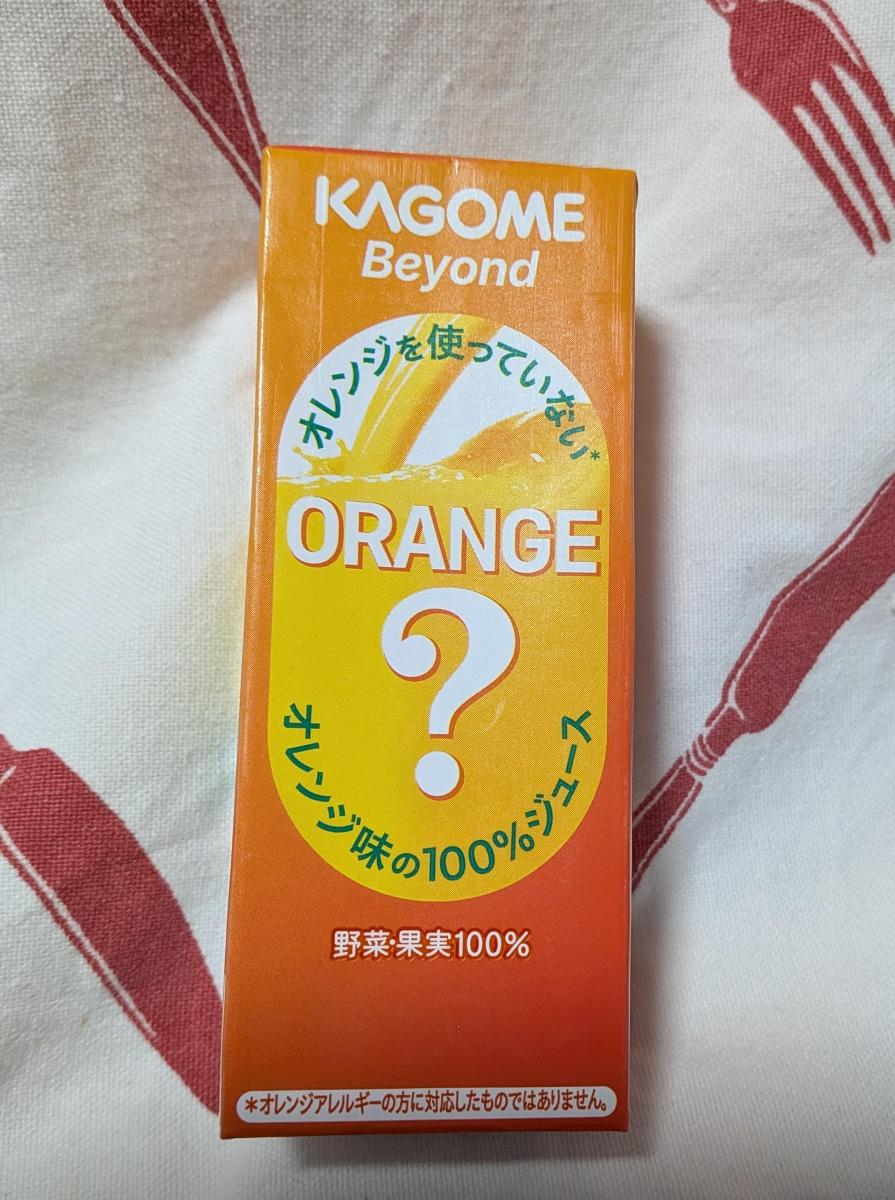 KAGOME
Beyond
オレンジを使っていない*
ORANGE
?
オレンジ味の100%ジュース
野菜・果実100%
*オレンジアレルギーの方に対応したものではありません。